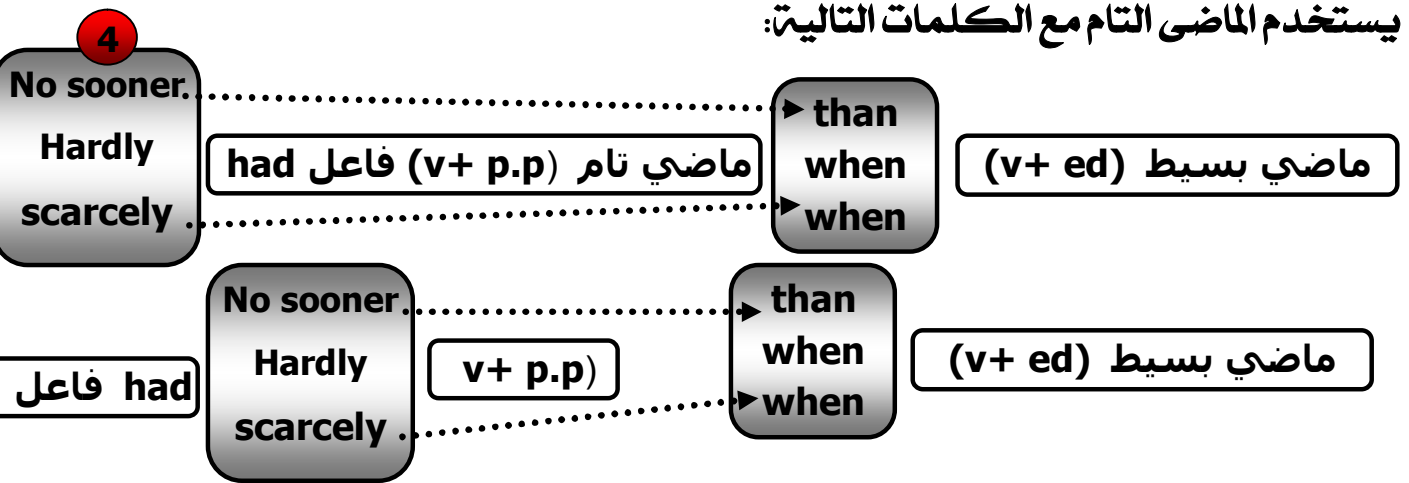 يستخدم الماضى التام مع الكلمات التالية:
4
No sooner
Hardly
scarcely
had فاعل (v+ p.p) ماضي تام
than
when
when
ماضي بسيط (v+ ed)
had فاعل
No sooner
Hardly
scarcely
v+ p.p)
than
when
when
ماضي بسيط (v+ ed)